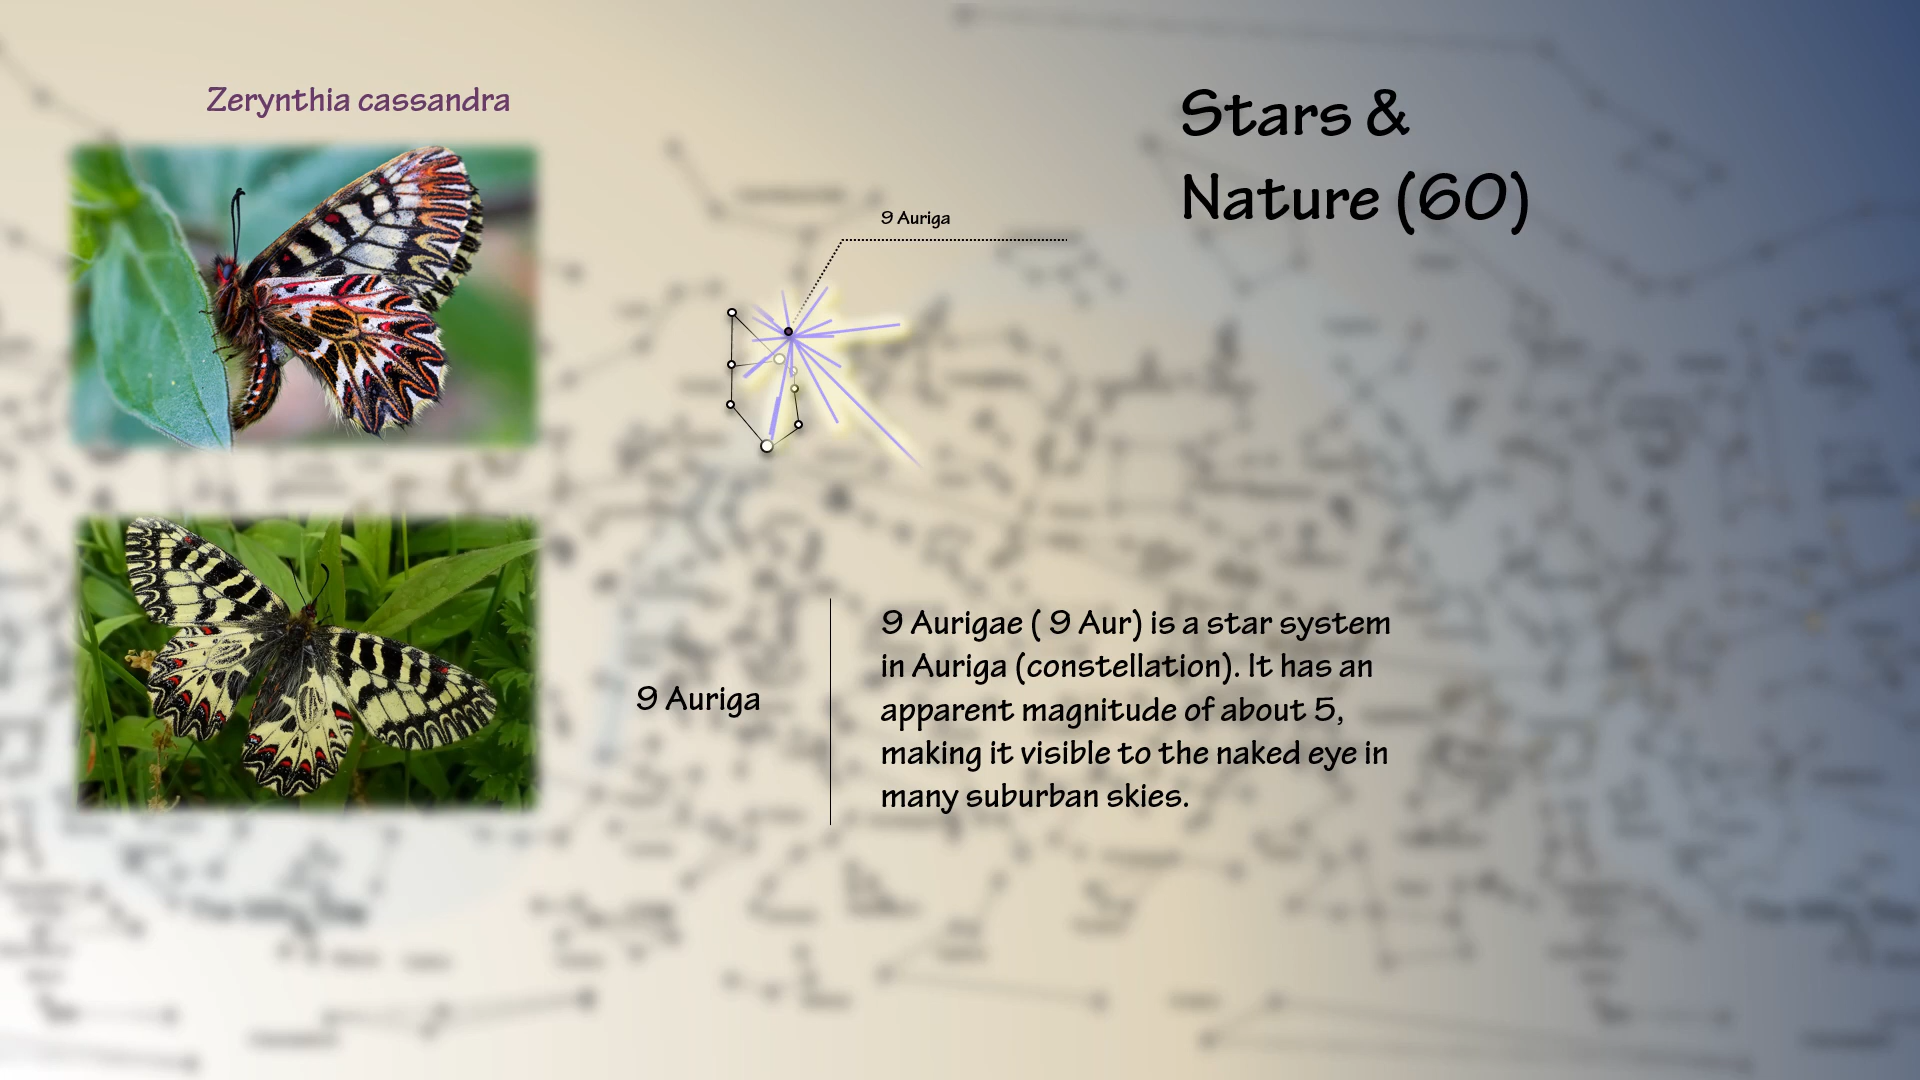 Zerynthia cassandra
Stars &
Nature (60)
9 Auriga
9 Auriga
9 Aurigae ( 9 Aur) is a star system
in Auriga (constellation). It has an
apparent magnitude of about 5,
making it visible to the naked eye in
many suburban skies.